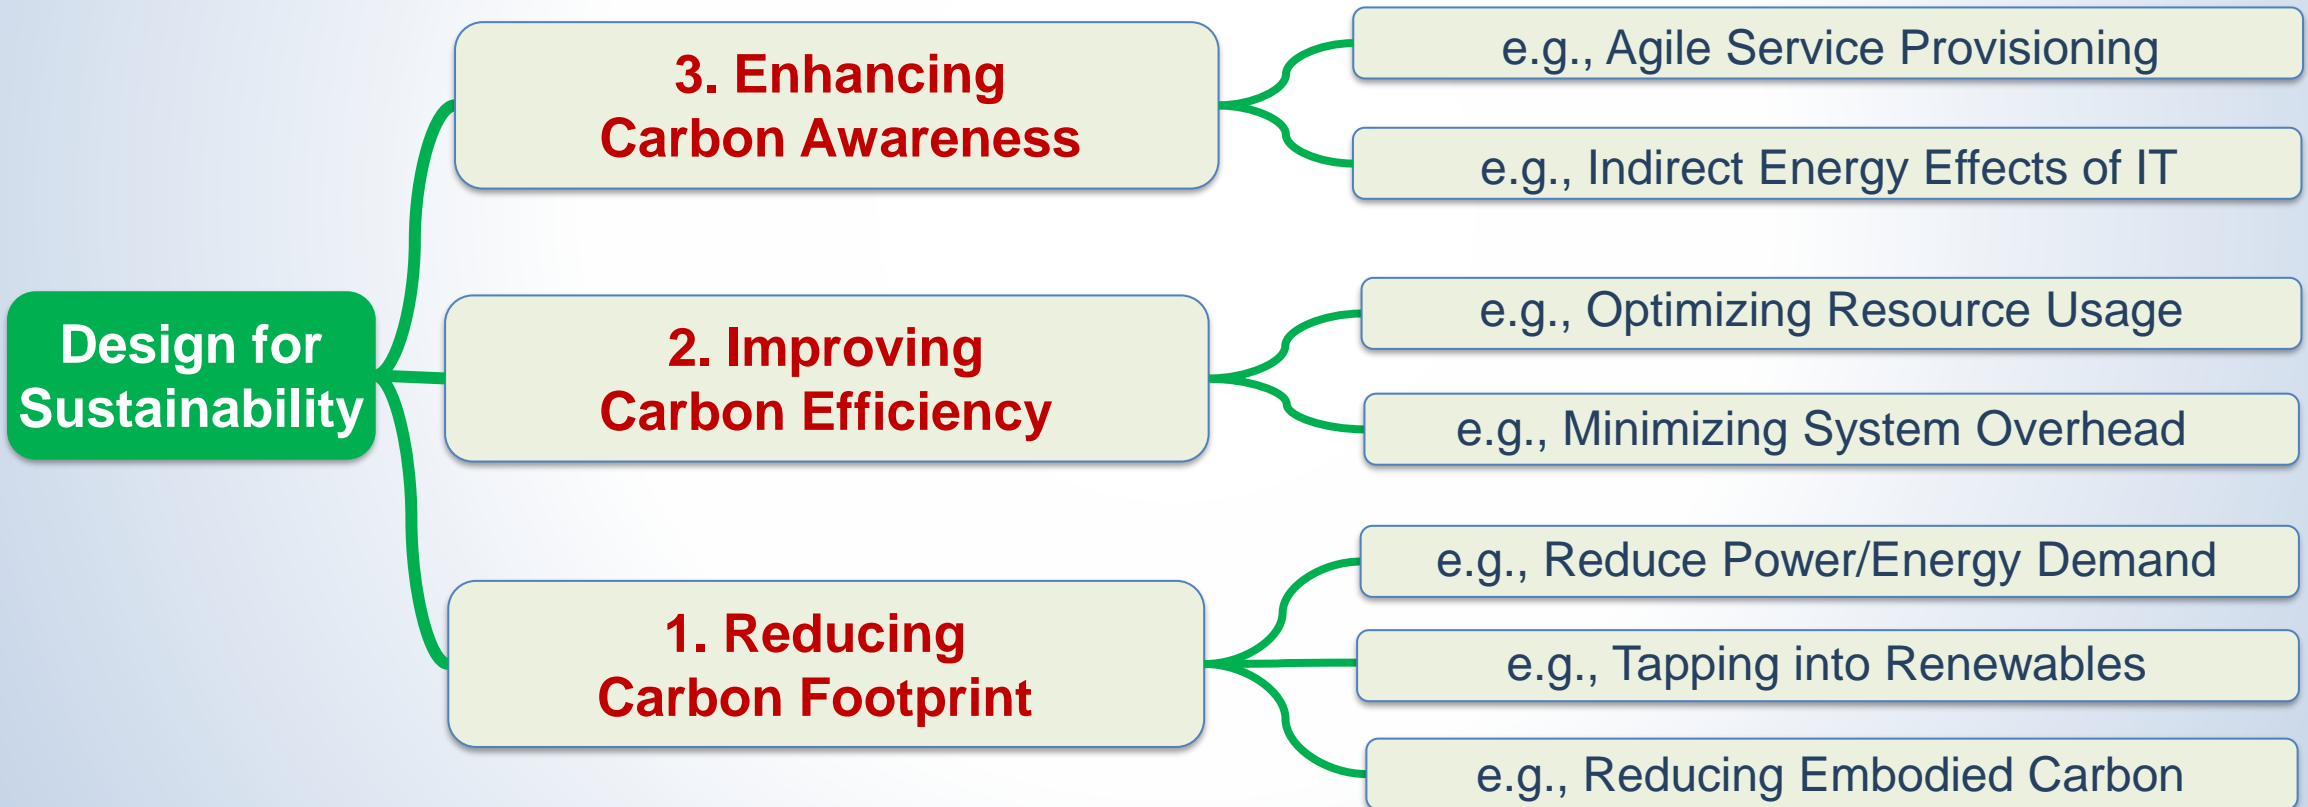 Design for
Sustainability
3. Enhancing
Carbon Awareness
e.g., Agile Service Provisioning
e.g., Indirect Energy Effects of IT
2. Improving
Carbon Efficiency
e.g., Optimizing Resource Usage
e.g., Minimizing System Overhead
1. Reducing
Carbon Footprint
e.g., Reduce Power/Energy Demand
e.g., Tapping into Renewables
e.g., Reducing Embodied Carbon